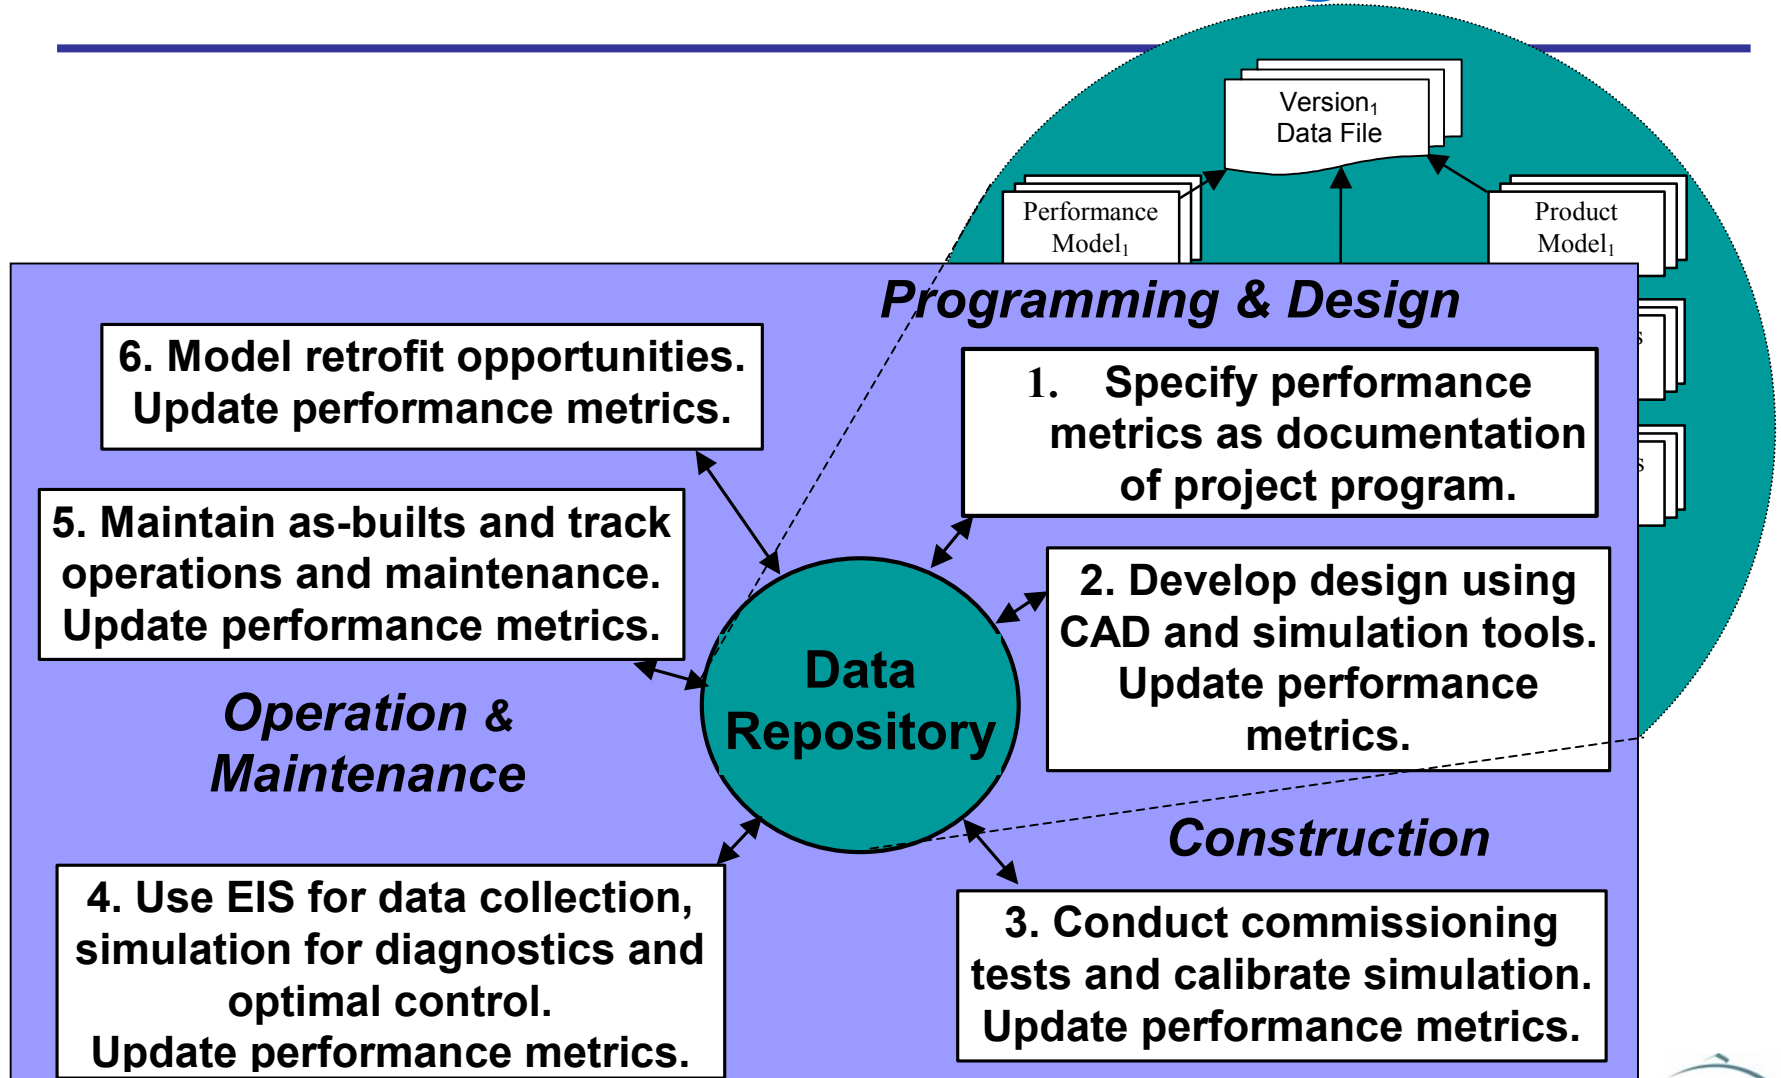 Version₁
Data File
Performance
Model₁
Product
Model₁
Programming & Design
6. Model retrofit opportunities.
Update performance metrics.
1. Specify performance
metrics as documentation
of project program.
5. Maintain as-builts and track
operations and maintenance.
Update performance metrics.
2. Develop design using
CAD and simulation tools.
Update performance
metrics.
Data
Repository
Operation &
Maintenance
Construction
4. Use EIS for data collection,
simulation for diagnostics and
optimal control.
Update performance metrics.
3. Conduct commissioning
tests and calibrate simulation.
Update performance metrics.